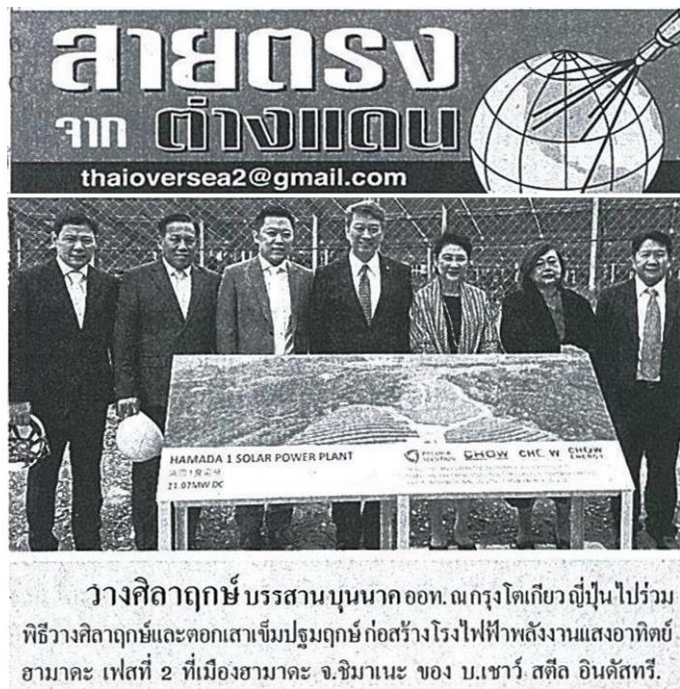 สายตรง
จาก ต่างแดน
thaioversea2@gmail.com
HAMADA 1 SOLAR POWER PLANT
CHOW CHOW CHOW ENERGY
MW DC
วางศิลาฤกษ์ บรรสาน บุนนาค ออท. ณ กรุงโตเกียว ญี่ปุ่น ไปร่วม
พิธีวางศิลาฤกษ์และตอกเสาเข็มปฐมฤกษ์ ก่อสร้างโรงไฟฟ้าพลังงานแสงอาทิตย์
ฮามาดะ เฟสที่ 2 ที่เมืองฮามาดะ จ.ชิมาเนะ ของ บ.เชาว์ สตีล อินดัสทรี.